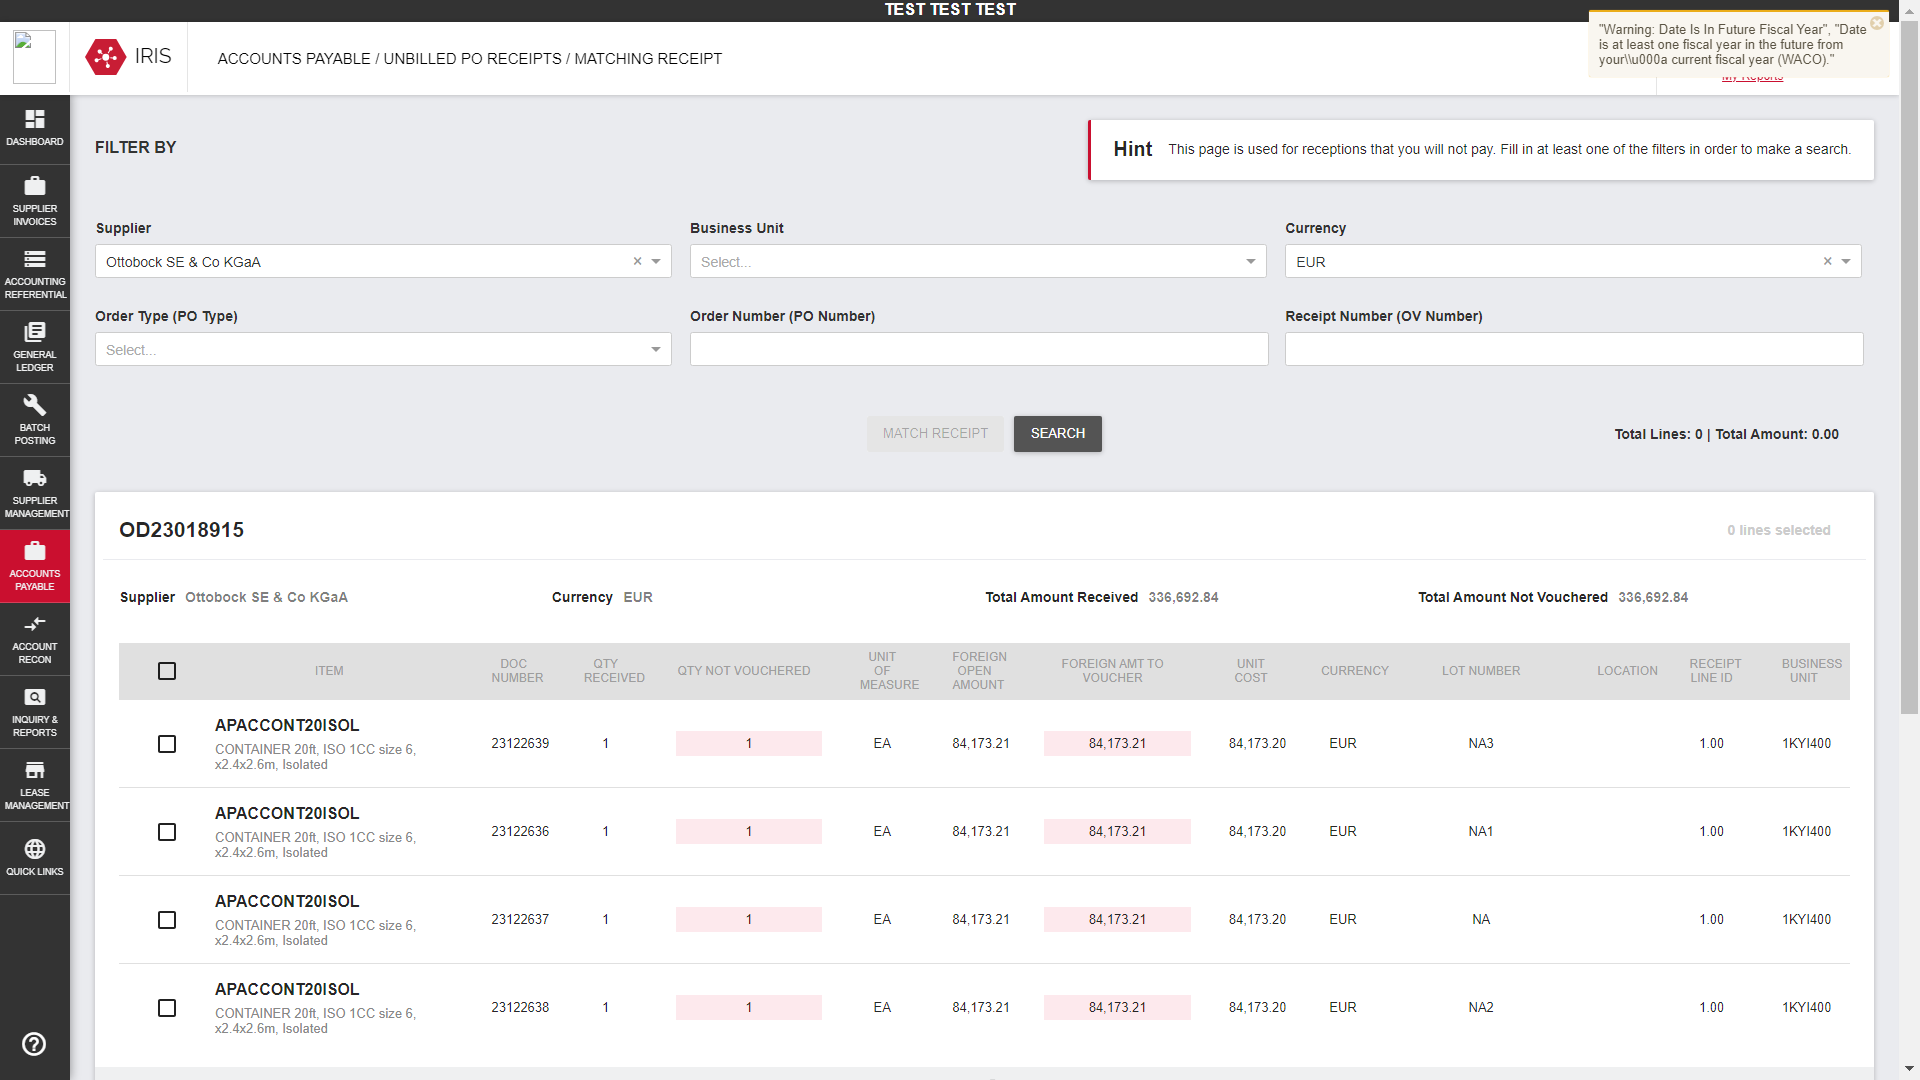 TEST TEST TEST
IRIS
ACCOUNTS PAYABLE / UNBILLED PO RECEIPTS / MATCHING RECEIPT
"Warning: Date Is In Future Fiscal Year", "Date
is at least one fiscal year in the future from
your\\u000a current fiscal year (WACO)."
My Reports
DASHBOARD
SUPPLIER
INVOICES
ACCOUNTING
REFERENTIAL
GENERAL
LEDGER
BATCH
POSTING
SUPPLIER
MANAGEMENT
ACCOUNTS
PAYABLE
ACCOUNT
RECON
INQUIRY &
REPORTS
LEASE
MANAGEMENT
QUICK LINKS
FILTER BY
Hint This page is used for receptions that you will not pay. Fill in at least one of the filters in order to make a search.
Supplier Business Unit Currency
Ottobock SE & Co KGaA Select... EUR
Order Type (PO Type) Order Number (PO Number) Receipt Number (OV Number)
Select...
MATCH RECEIPT SEARCH Total Lines: 0 | Total Amount: 0.00
OD23018915 0 lines selected
Supplier Ottobock SE & Co KGaA Currency EUR Total Amount Received 336,692.84 Total Amount Not Vouchered 336,692.84
ITEM DOC NUMBER QTY RECEIVED QTY NOT VOUCHERED UNIT OF MEASURE FOREIGN OPEN AMOUNT FOREIGN AMT TO VOUCHER UNIT COST CURRENCY LOT NUMBER LOCATION RECEIPT LINE ID BUSINESS UNIT
APACCONT20ISOL
CONTAINER 20ft, ISO 1CC size 6,
x2.4x2.6m, Isolated
23122639 1 1 EA 84,173.21 84,173.21 84,173.20 EUR NA3 1.00 1KYI400
APACCONT20ISOL
CONTAINER 20ft, ISO 1CC size 6,
x2.4x2.6m, Isolated
23122636 1 1 EA 84,173.21 84,173.21 84,173.20 EUR NA1 1.00 1KYI400
APACCONT20ISOL
CONTAINER 20ft, ISO 1CC size 6,
x2.4x2.6m, Isolated
23122637 1 1 EA 84,173.21 84,173.21 84,173.20 EUR NA 1.00 1KYI400
APACCONT20ISOL
CONTAINER 20ft, ISO 1CC size 6,
x2.4x2.6m, Isolated
23122638 1 1 EA 84,173.21 84,173.21 84,173.20 EUR NA2 1.00 1KYI400